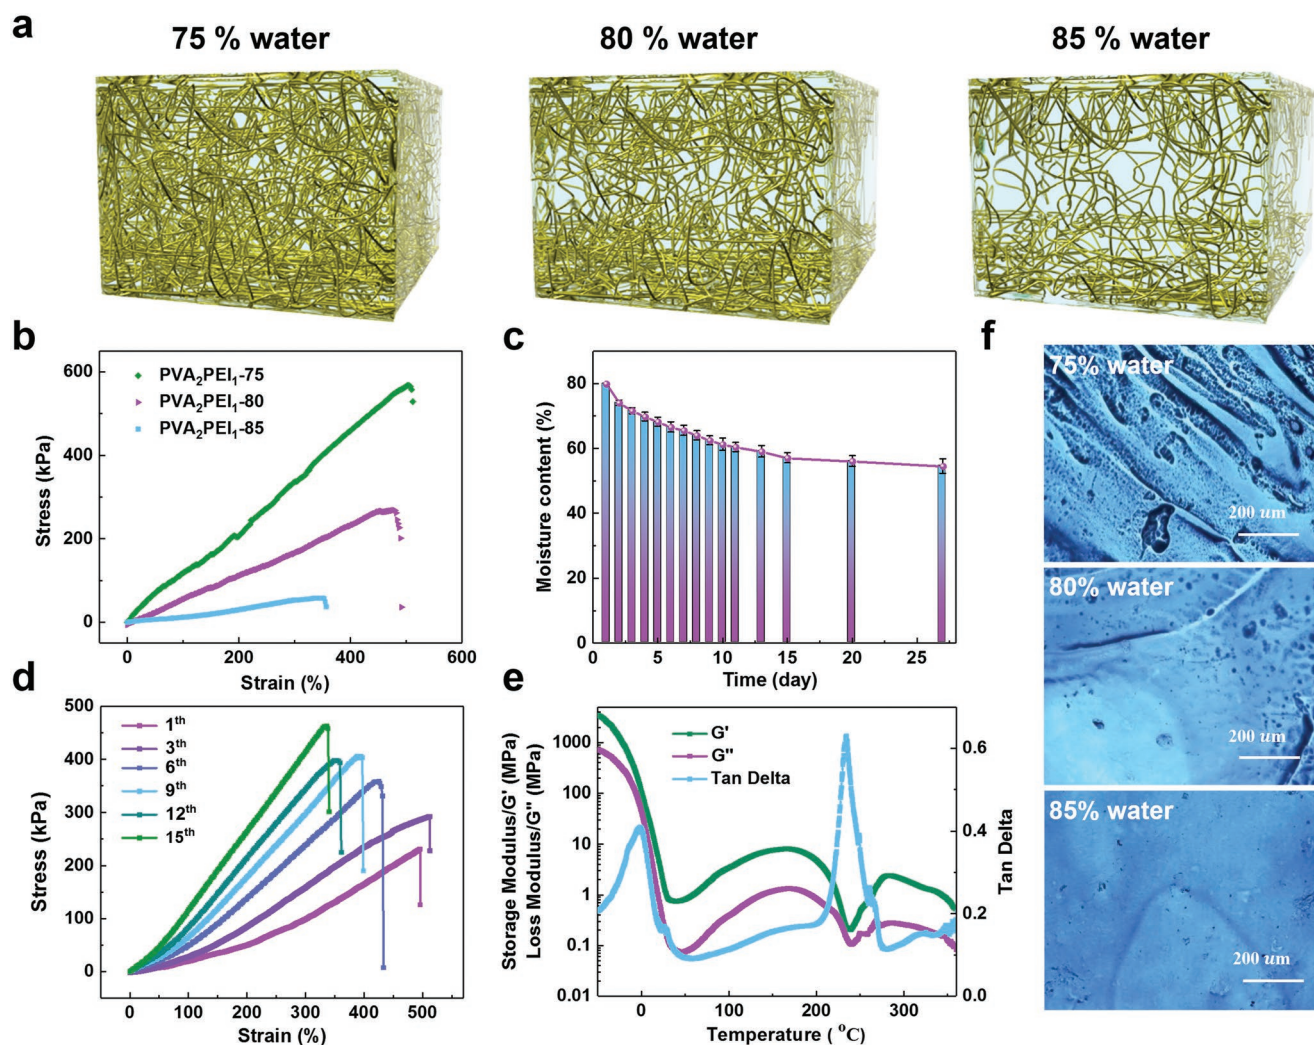 a
75 % water
80 % water
85 % water
b
600
400
200
0
Stress (kPa)
PVA₂PEI₁-75
PVA₂PEI₁-80
PVA₂PEI₁-85
0
200
400
600
Strain (%)
c
80
60
40
20
0
Moisture content (%)
0
5
10
15
20
25
Time (day)
d
500
400
300
200
100
0
Stress (kPa)
1ᵗʰ
3ᵗʰ
6ᵗʰ
9ᵗʰ
12ᵗʰ
15ᵗʰ
0
100
200
300
400
500
Strain (%)
e
Storage Modulus/G' (MPa)
Loss Modulus/G'' (MPa)
1000
100
10
1
0.1
0.01
G'
G''
Tan Delta
0.6
0.4
0.2
0.0
Tan Delta
0
100
200
300
Temperature ( °C)
f
75% water
200 um
80% water
200 um
85% water
200 um